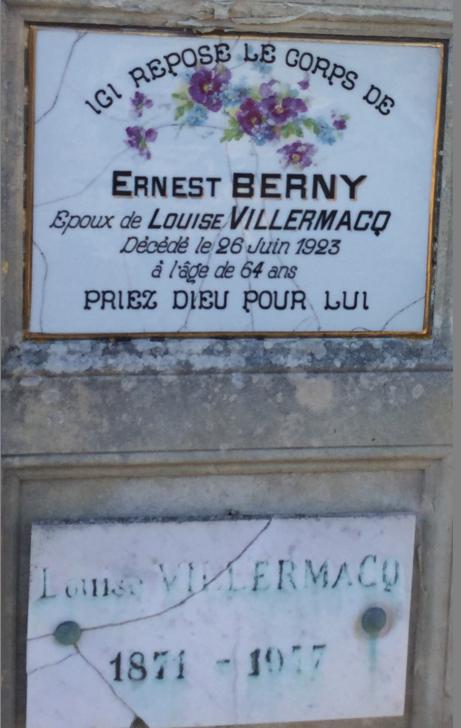 ICI REPOSE LE CORPS DE
ERNEST BERNY
Epoux de LOUISE VILLERMACQ
Décédé le 26 Juin 1923
à l'âge de 64 ans
PRIEZ DIEU POUR LUI
Louise VILLERMACQ
1871 -